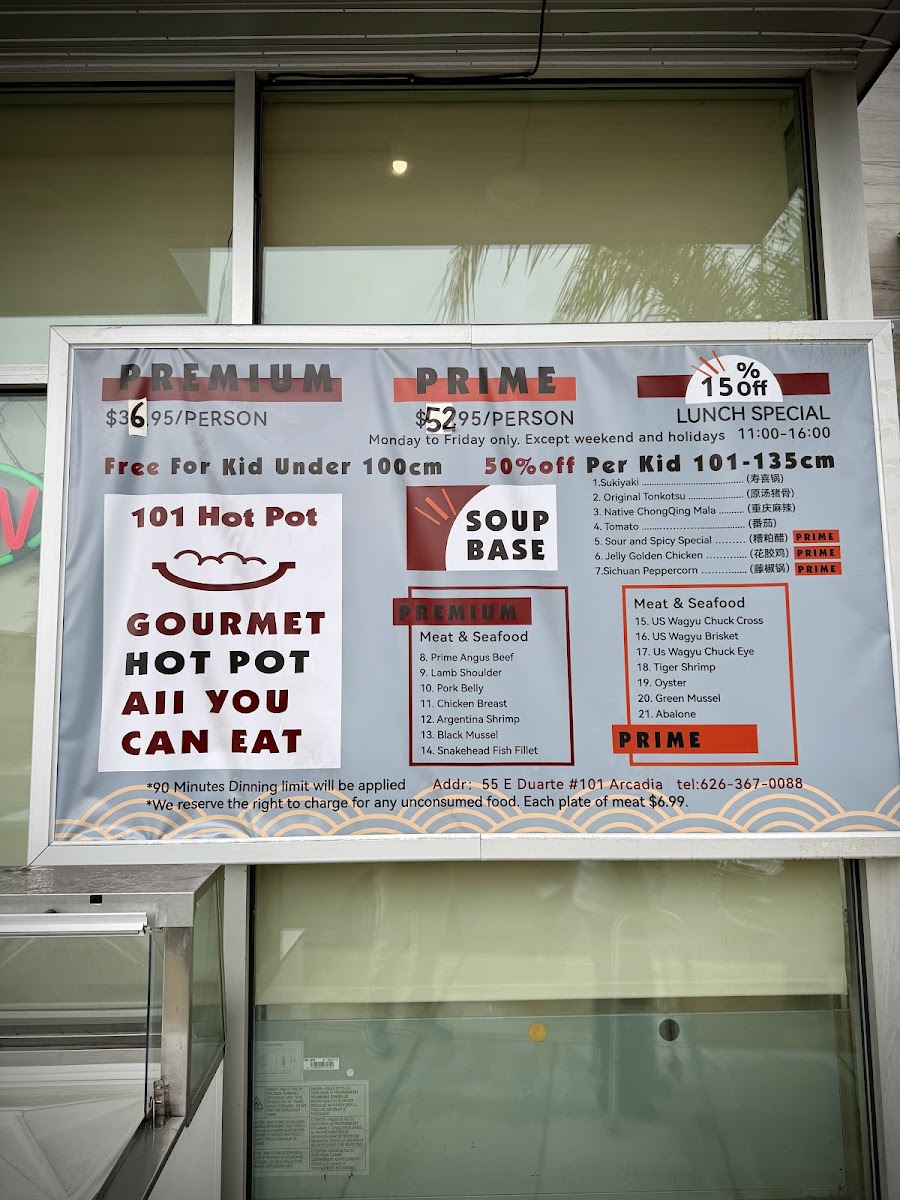 PREMIUM
$36.95/PERSON
PRIME
$52.95/PERSON
15% Off
LUNCH SPECIAL
Monday to Friday only. Except weekend and holidays 11:00-16:00
Free For Kid Under 100cm 50%off Per Kid 101-135cm
101 Hot Pot
GOURMET
HOT POT
All YOU
CAN EAT
SOUP
BASE
1.Sukiyaki ................................ (寿喜锅)
2. Original Tonkotsu ................. (原汤猪骨)
3. Native ChongQing Mala ......... (重庆麻辣)
4. Tomato ................................ (番茄)
5. Sour and Spicy Special ......... (糟粕醋) PRIME
6. Jelly Golden Chicken ............ (花胶鸡) PRIME
7.Sichuan Peppercorn .............. (藤椒锅) PRIME
PREMIUM
Meat & Seafood
8. Prime Angus Beef
9. Lamb Shoulder
10. Pork Belly
11. Chicken Breast
12. Argentina Shrimp
13. Black Mussel
14. Snakehead Fish Fillet
Meat & Seafood
15. US Wagyu Chuck Cross
16. US Wagyu Brisket
17. Us Wagyu Chuck Eye
18. Tiger Shrimp
19. Oyster
20. Green Mussel
21. Abalone
PRIME
*90 Minutes Dinning limit will be applied Addr: 55 E Duarte #101 Arcadia tel:626-367-0088
*We reserve the right to charge for any unconsumed food. Each plate of meat $6.99.